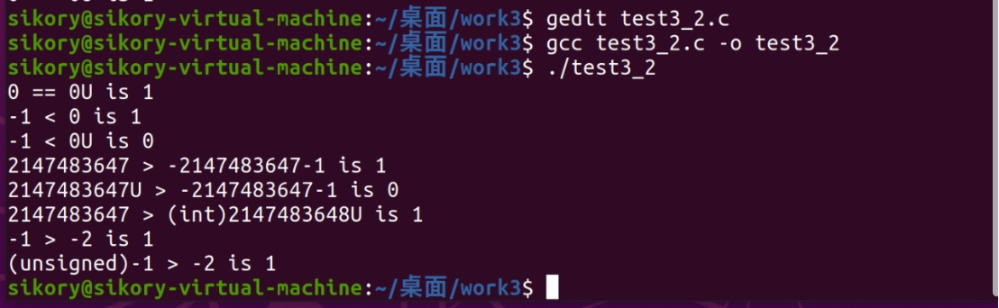 sikory@sikory-virtual-machine:~/桌面/work3$ gedit test3_2.c
sikory@sikory-virtual-machine:~/桌面/work3$ gcc test3_2.c -o test3_2
sikory@sikory-virtual-machine:~/桌面/work3$ ./test3_2
0 == 0U is 1
-1 < 0 is 1
-1 < 0U is 0
2147483647 > -2147483647-1 is 1
2147483647U > -2147483647-1 is 0
2147483647 > (int)2147483648U is 1
-1 > -2 is 1
(unsigned)-1 > -2 is 1
sikory@sikory-virtual-machine:~/桌面/work3$